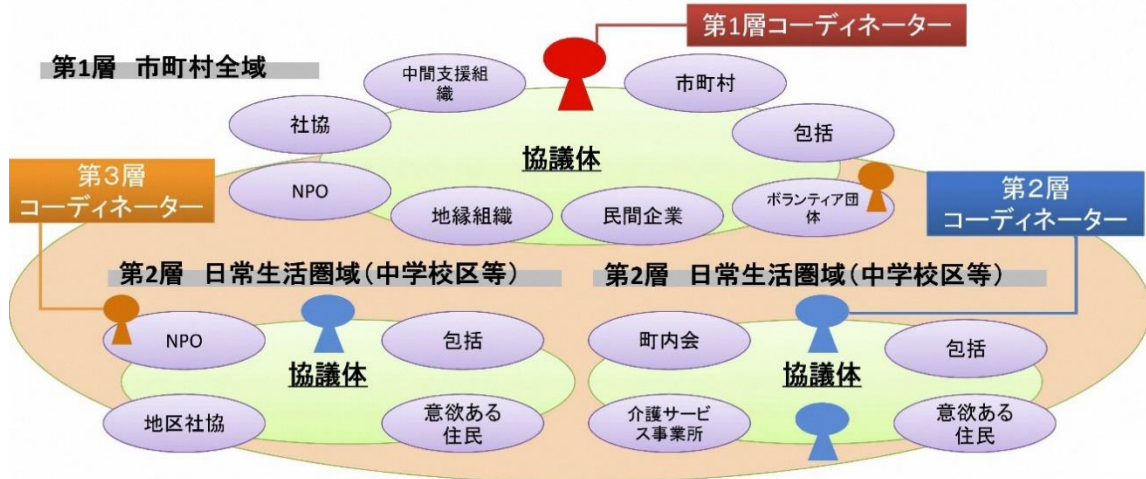 第1層コーディネーター
第1層 市町村全域
中間支援組
織
市町村
社協
包括
協議体
第3層
コーディネーター
NPO
地縁組織
民間企業
ボランティア団
体
第2層
コーディネーター
第2層 日常生活圏域(中学校区等)
第2層 日常生活圏域(中学校区等)
NPO
包括
協議体
地区社協
意欲ある
住民
町内会
包括
協議体
介護サービ
ス事業所
意欲ある
住民